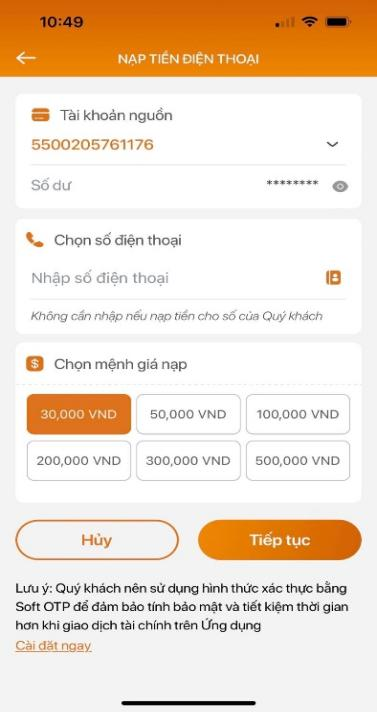 10:49
NẠP TIỀN ĐIỆN THOẠI
Tài khoản nguồn
5500205761176
Số dư
********
Chọn số điện thoại
Nhập số điện thoại
Không cần nhập nếu nạp tiền cho số của Quý khách
$ Chọn mệnh giá nạp
30,000 VND 50,000 VND 100,000 VND
200,000 VND 300,000 VND 500,000 VND
Hủy Tiếp tục
Lưu ý: Quý khách nên sử dụng hình thức xác thực bằng
Soft OTP để đảm bảo tính bảo mật và tiết kiệm thời gian
hơn khi giao dịch tài chính trên Ứng dụng
Cài đặt ngay